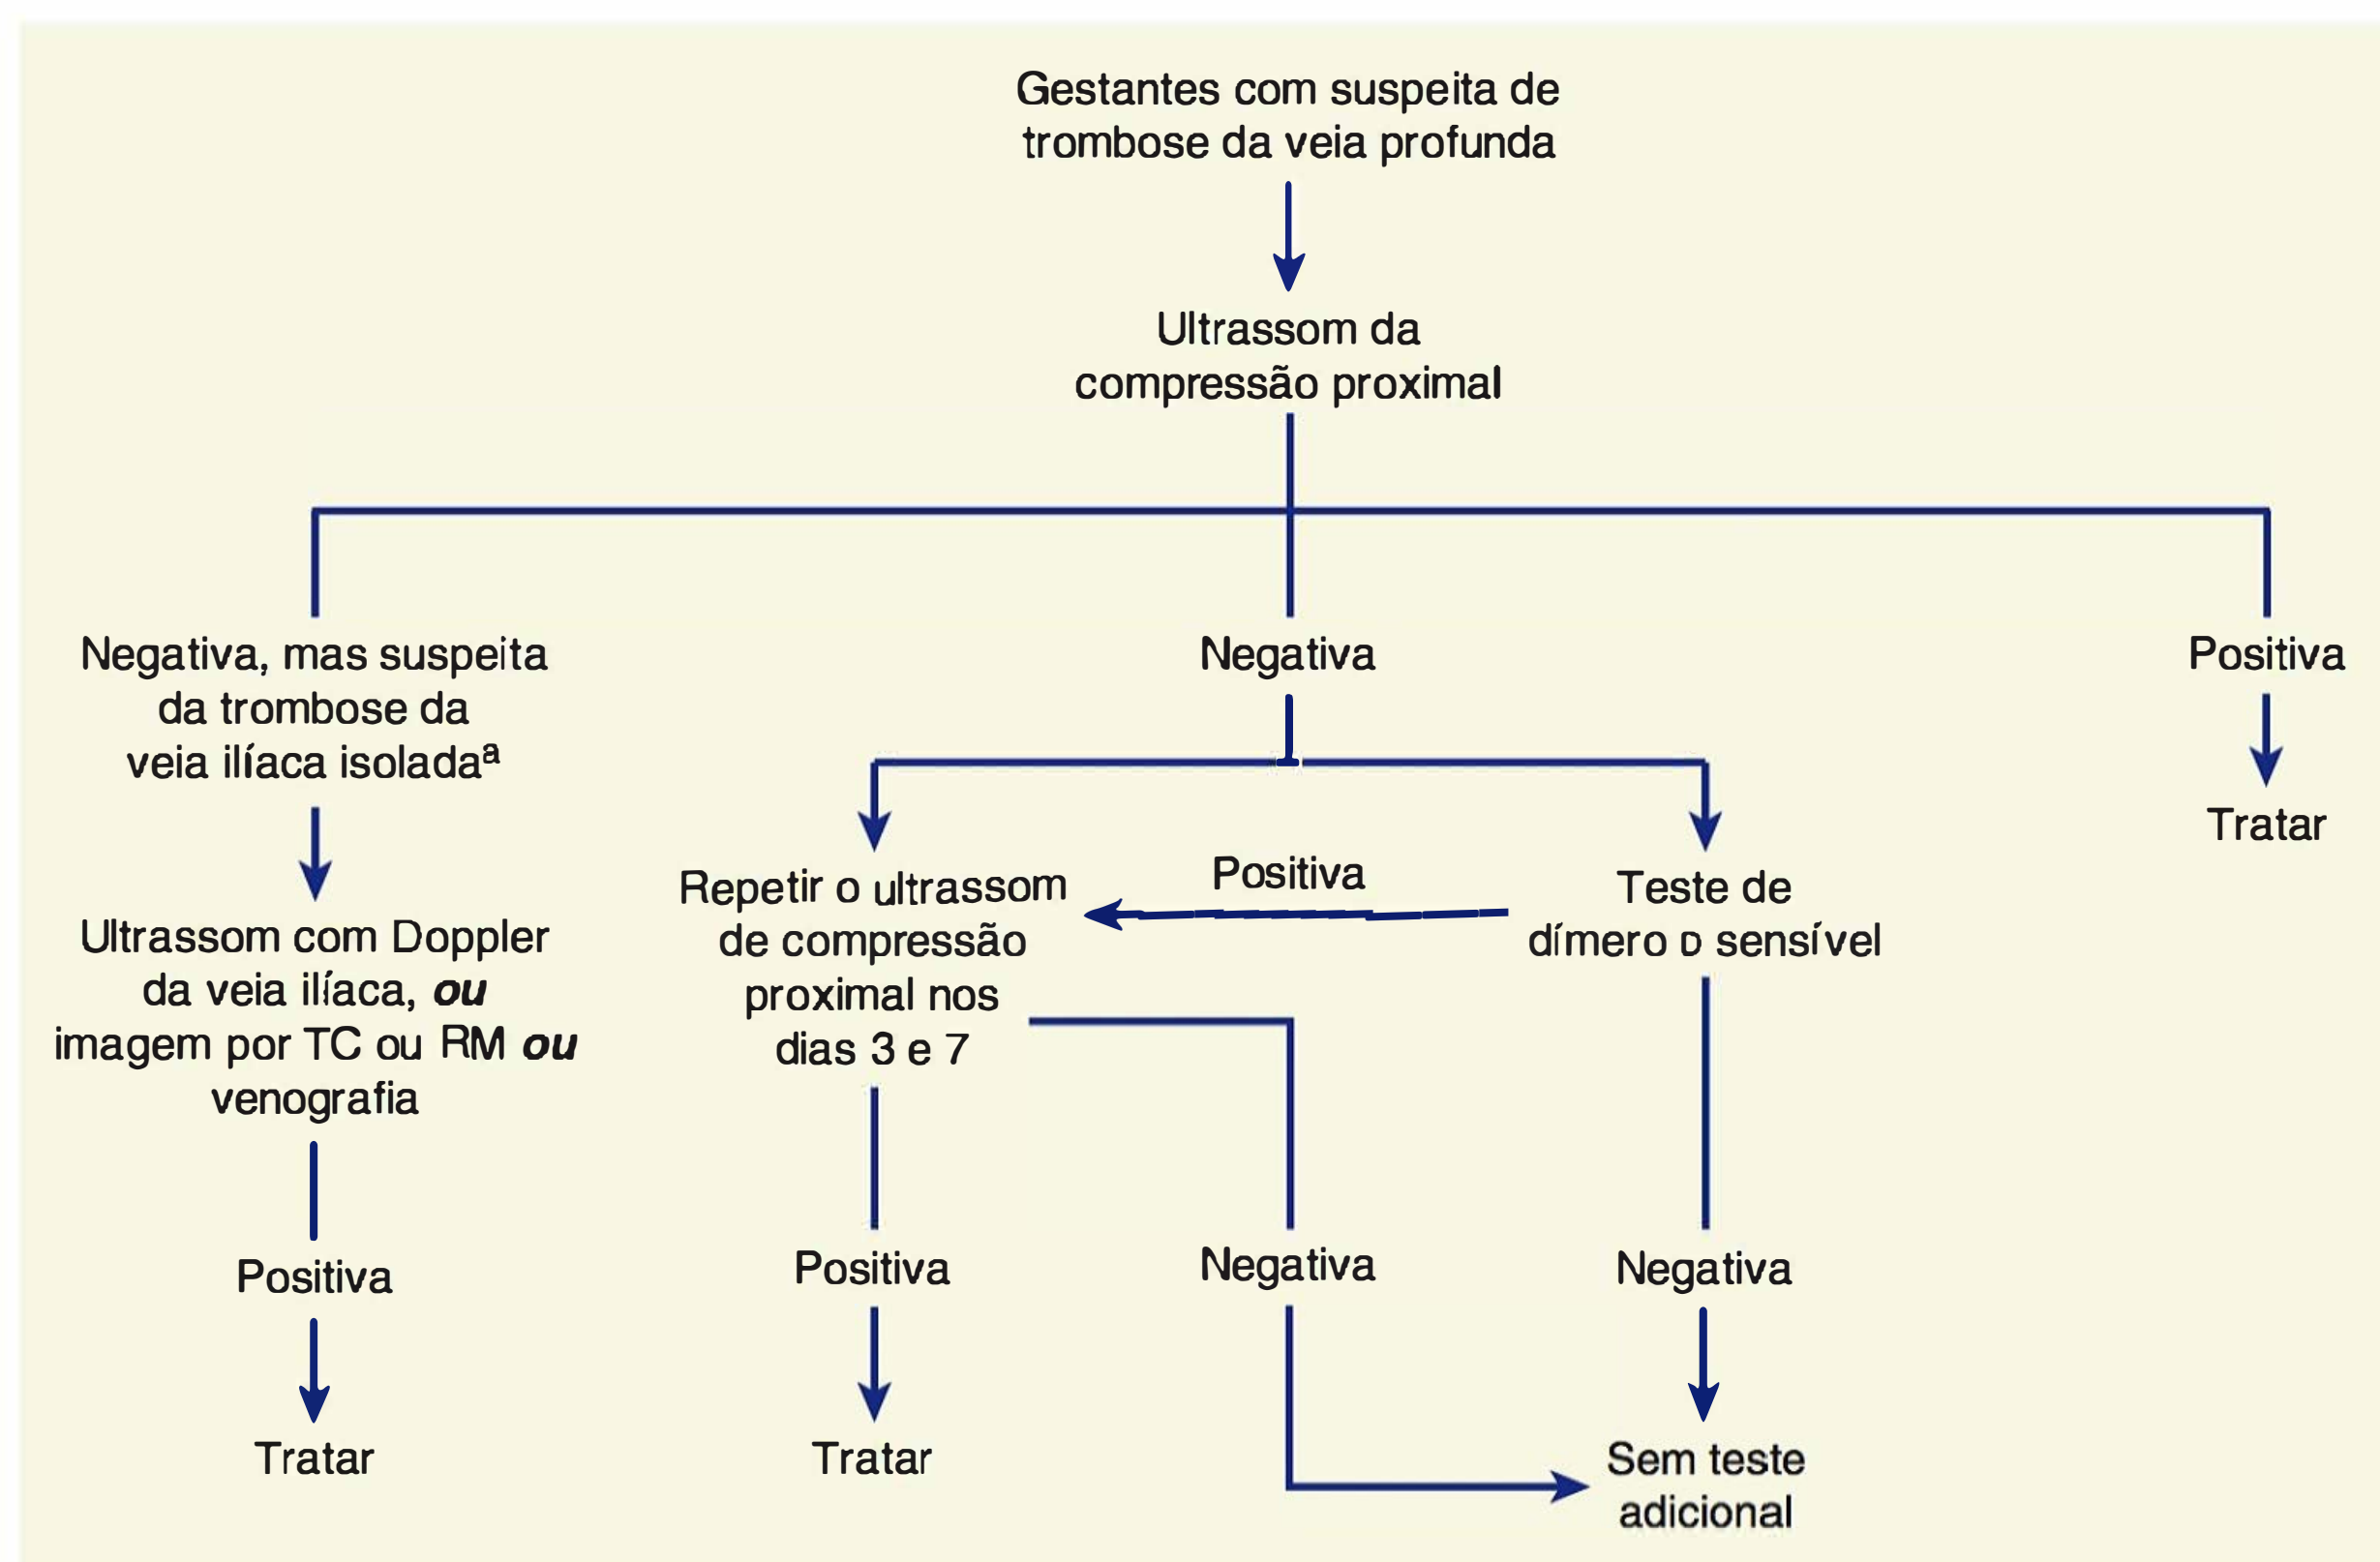 Gestantes com suspeita de
trombose da veia profunda
Ultrassom da
compressão proximal
Negativa, mas suspeita
da trombose da
veia ilíaca isoladaª
Ultrassom com Doppler
da veia ilíaca, ou
imagem por TC ou RM ou
venografia
Positiva
Tratar
Negativa
Repetir o ultrassom
de compressão
proximal nos
dias 3 e 7
Positiva
Teste de
dímero D sensível
Positiva
Tratar
Negativa
Negativa
Sem teste
adicional
Positiva
Tratar